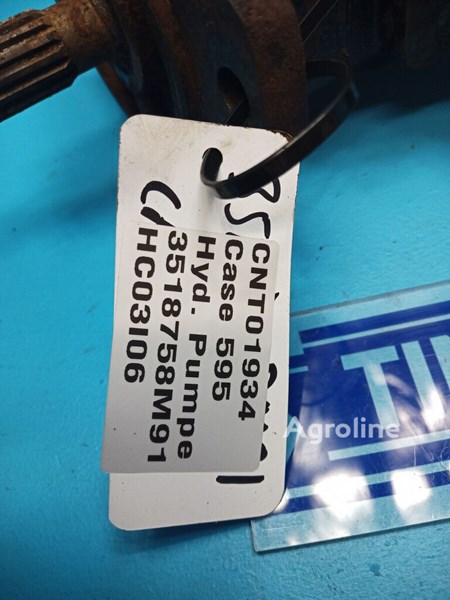 CNT01934
Case 595
Hyd. Pumpe
3518758M91
HC03I06
Agroline